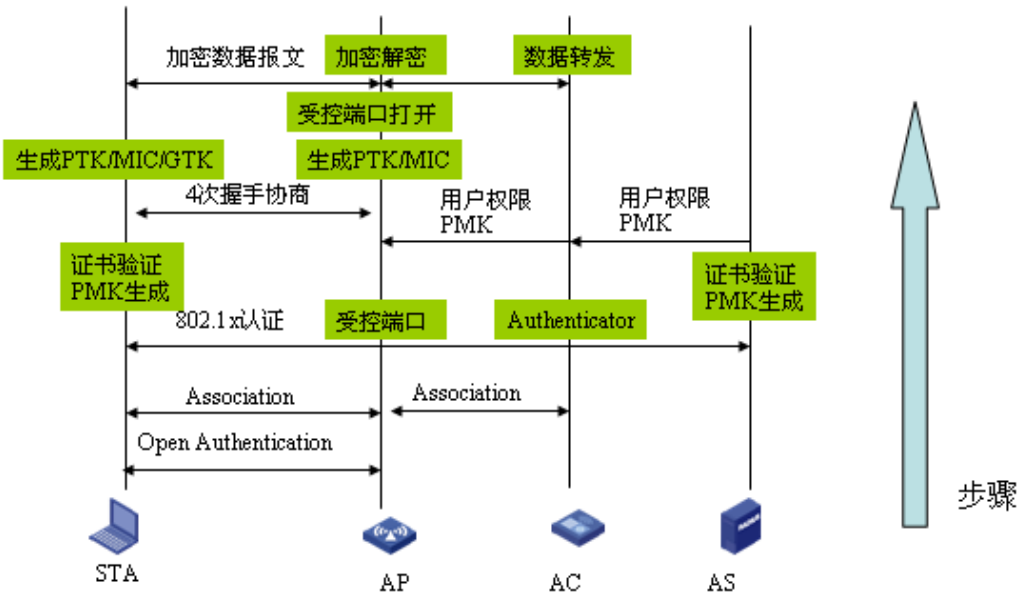 加密数据报文
加密解密
数据转发
受控端口打开
生成PTK/MIC/GTK
生成PTK/MIC
4次握手协商
用户权限
PMK
用户权限
PMK
证书验证
PMK生成
证书验证
PMK生成
802.1x认证
受控端口
Authenticator
Association
Association
Open Authentication
步骤
STA
AP
AC
AS